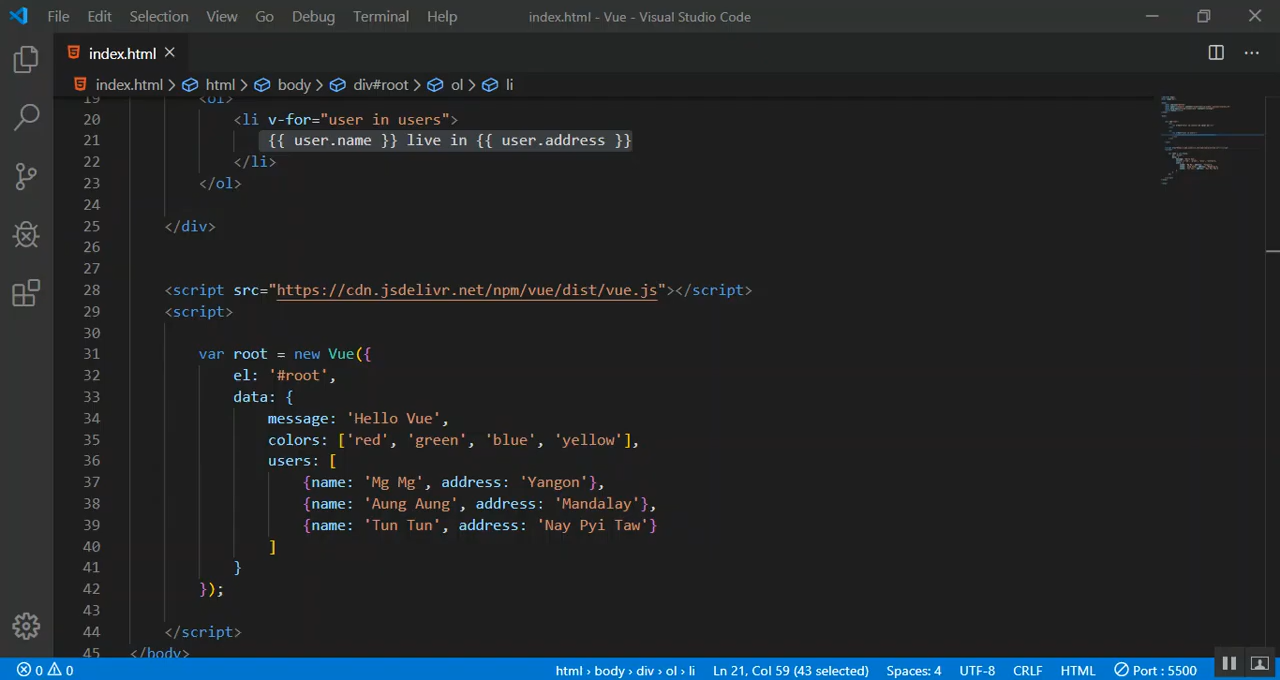 File Edit Selection View Go Debug Terminal Help index.html - Vue - Visual Studio Code
index.html
index.html > html > body > div#root > ol > li
19 <ol>
20 <li v-for="user in users">
21 {{ user.name }} live in {{ user.address }}
22 </li>
23 </ol>
24
25 </div>
26
27
28 <script src="https://cdn.jsdelivr.net/npm/vue/dist/vue.js"></script>
29 <script>
30
31 var root = new Vue({
32 el: '#root',
33 data: {
34 message: 'Hello Vue',
35 colors: ['red', 'green', 'blue', 'yellow'],
36 users: [
37 {name: 'Mg Mg', address: 'Yangon'},
38 {name: 'Aung Aung', address: 'Mandalay'},
39 {name: 'Tun Tun', address: 'Nay Pyi Taw'}
40 ]
41 }
42 });
43
44 </script>
45 </body>
0 0 html › body › div › ol › li Ln 21, Col 59 (43 selected) Spaces: 4 UTF-8 CRLF HTML Port : 5500